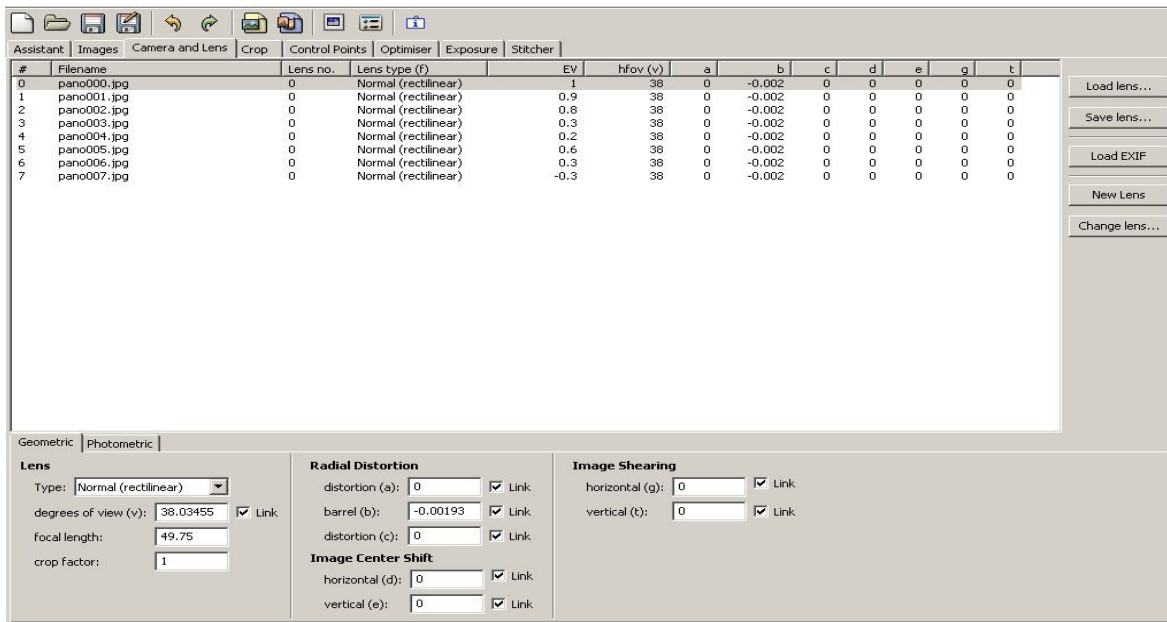 Assistant Images Camera and Lens Crop Control Points Optimiser Exposure Stitcher
# Filename Lens no. Lens type (f) EV hfov (v) a b c d e g t
0 pano000.jpg 0 Normal (rectilinear) 1 38 0 -0.002 0 0 0 0 0
1 pano001.jpg 0 Normal (rectilinear) 0.9 38 0 -0.002 0 0 0 0 0
2 pano002.jpg 0 Normal (rectilinear) 0.8 38 0 -0.002 0 0 0 0 0
3 pano003.jpg 0 Normal (rectilinear) 0.3 38 0 -0.002 0 0 0 0 0
4 pano004.jpg 0 Normal (rectilinear) 0.2 38 0 -0.002 0 0 0 0 0
5 pano005.jpg 0 Normal (rectilinear) 0.6 38 0 -0.002 0 0 0 0 0
6 pano006.jpg 0 Normal (rectilinear) 0.3 38 0 -0.002 0 0 0 0 0
7 pano007.jpg 0 Normal (rectilinear) -0.3 38 0 -0.002 0 0 0 0 0
Load lens...
Save lens...
Load EXIF
New Lens
Change lens...
Geometric Photometric
Lens
Type: Normal (rectilinear)
degrees of view (v): 38.03455 Link
focal length: 49.75
crop factor: 1
Radial Distortion
distortion (a): 0 Link
barrel (b): -0.00193 Link
distortion (c): 0 Link
Image Center Shift
horizontal (d): 0 Link
vertical (e): 0 Link
Image Shearing
horizontal (g): 0 Link
vertical (t): 0 Link